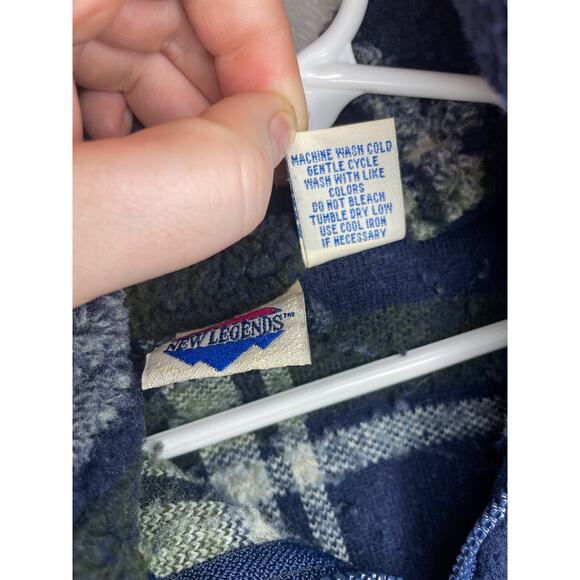 MACHINE WASH COLD
GENTLE CYCLE
WASH WITH LIKE
COLORS
DO NOT BLEACH
TUMBLE DRY LOW
USE COOL IRON
IF NECESSARY
NEW LEGENDS™